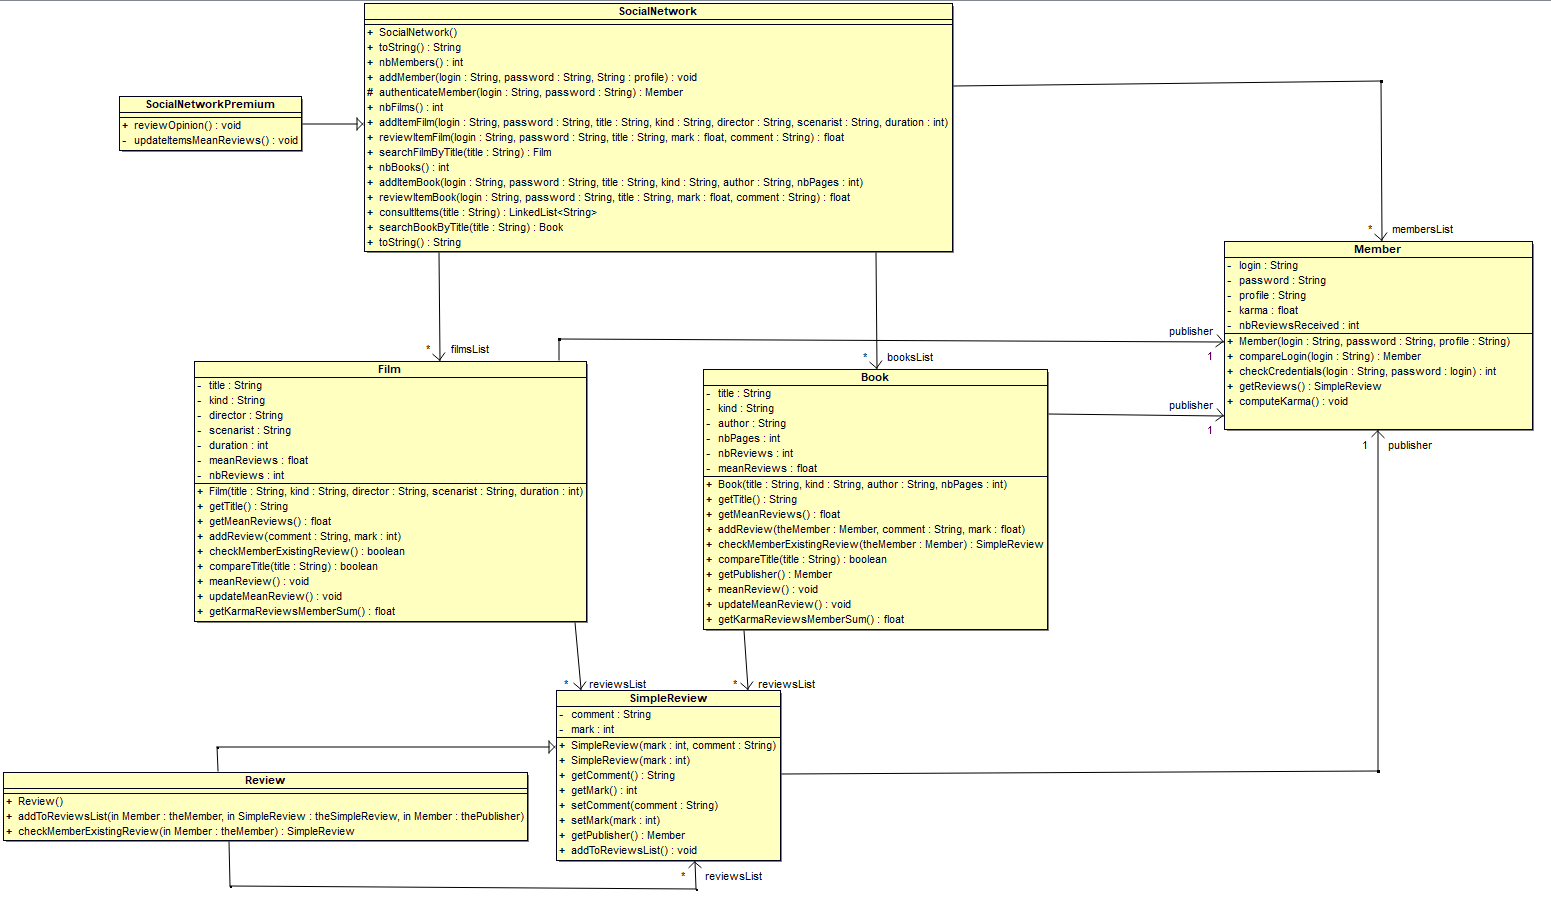 SocialNetwork
+ SocialNetwork()
+ toString() : String
+ nbMembers() : int
+ addMember(login : String, password : String, String : profile) : void
# authenticateMember(login : String, password : String) : Member
+ nbFilms() : int
+ addItemFilm(login : String, password : String, title : String, kind : String, director : String, scenarist : String, duration : int)
+ reviewItemFilm(login : String, password : String, title : String, mark : float, comment : String) : float
+ searchFilmByTitle(title : String) : Film
+ nbBooks() : int
+ addItemBook(login : String, password : String, title : String, kind : String, author : String, nbPages : int)
+ reviewItemBook(login : String, password : String, title : String, mark : float, comment : String) : float
+ consultItems(title : String) : LinkedList<String>
+ searchBookByTitle(title : String) : Book
+ toString() : String
SocialNetworkPremium
+ reviewOpinion() : void
- updateItemsMeanReviews() : void
* membersList
Member
- login : String
- password : String
- profile : String
- karma : float
- nbReviewsReceived : int
+ Member(login : String, password : String, profile : String)
+ compareLogin(login : String) : Member
+ checkCredentials(login : String, password : login) : int
+ getReviews() : SimpleReview
+ computeKarma() : void
publisher
1
publisher
1
1 publisher
* filmsList
Film
- title : String
- kind : String
- director : String
- scenarist : String
- duration : int
- meanReviews : float
- nbReviews : int
+ Film(title : String, kind : String, director : String, scenarist : String, duration : int)
+ getTitle() : String
+ getMeanReviews() : float
+ addReview(comment : String, mark : int)
+ checkMemberExistingReview() : boolean
+ compareTitle(title : String) : boolean
+ meanReview() : void
+ updateMeanReview() : void
+ getKarmaReviewsMemberSum() : float
* booksList
Book
- title : String
- kind : String
- author : String
- nbPages : int
- nbReviews : int
- meanReviews : float
+ Book(title : String, kind : String, author : String, nbPages : int)
+ getTitle() : String
+ getMeanReviews() : float
+ addReview(theMember : Member, comment : String, mark : float)
+ checkMemberExistingReview(theMember : Member) : SimpleReview
+ compareTitle(title : String) : boolean
+ getPublisher() : Member
+ meanReview() : void
+ updateMeanReview() : void
+ getKarmaReviewsMemberSum() : float
* reviewsList
* reviewsList
SimpleReview
- comment : String
- mark : int
+ SimpleReview(mark : int, comment : String)
+ SimpleReview(mark : int)
+ getComment() : String
+ getMark() : int
+ setComment(comment : String)
+ setMark(mark : int)
+ getPublisher() : Member
+ addToReviewsList() : void
Review
+ Review()
+ addToReviewsList(in Member : theMember, in SimpleReview : theSimpleReview, in Member : thePublisher)
+ checkMemberExistingReview(in Member : theMember) : SimpleReview
* reviewsList